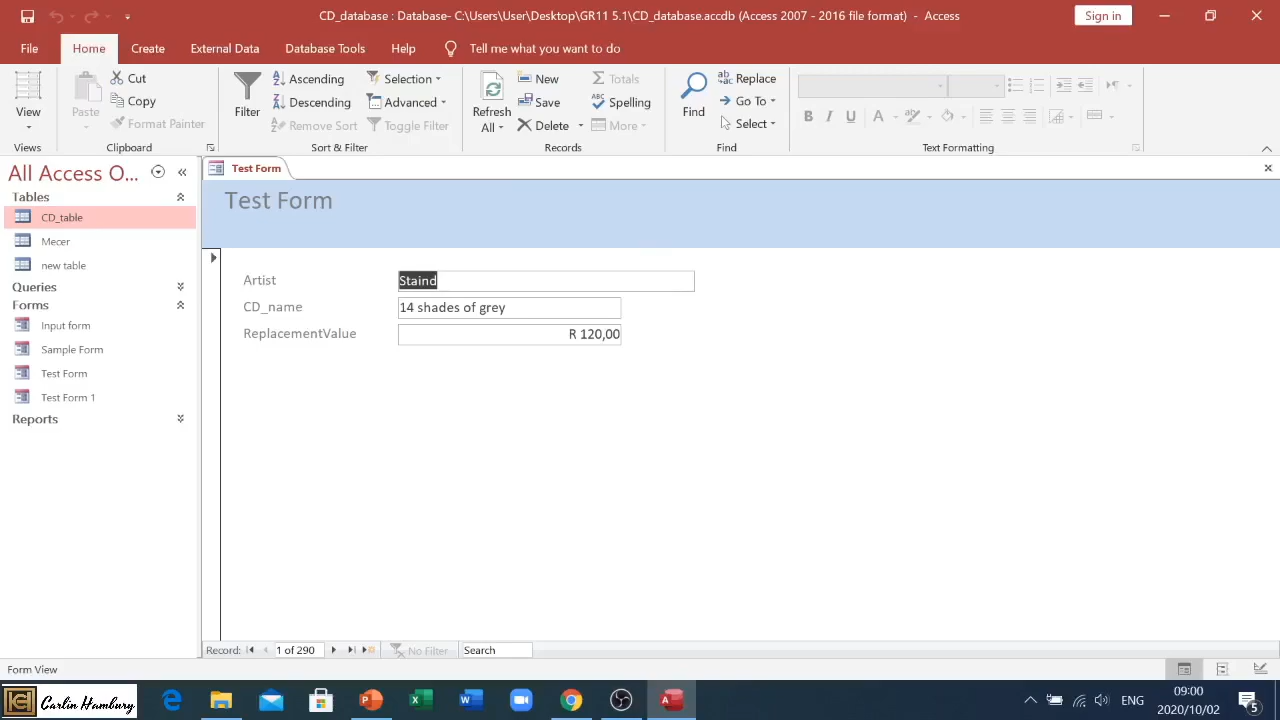 CD_database : Database- C:\Users\User\Desktop\GR11 5.1\CD_database.accdb (Access 2007 - 2016 file format) - Access
Sign in
File Home Create External Data Database Tools Help Tell me what you want to do
View
Views
Paste
Cut
Copy
Format Painter
Clipboard
Filter
Ascending
Descending
Remove Sort
Selection
Advanced
Toggle Filter
Sort & Filter
Refresh
All
New
Save
Delete
Totals
Spelling
More
Records
Find
Replace
Go To
Select
Find
B I U A
Text Formatting
All Access O...
Tables
CD_table
Mecer
new table
Queries
Forms
Input form
Sample Form
Test Form
Test Form 1
Reports
Test Form
Test Form
Artist Staind
CD_name 14 shades of grey
ReplacementValue R 120,00
Record: 1 of 290 No Filter Search
Form View
Carlin Hambury
ENG
09:00
2020/10/02
5